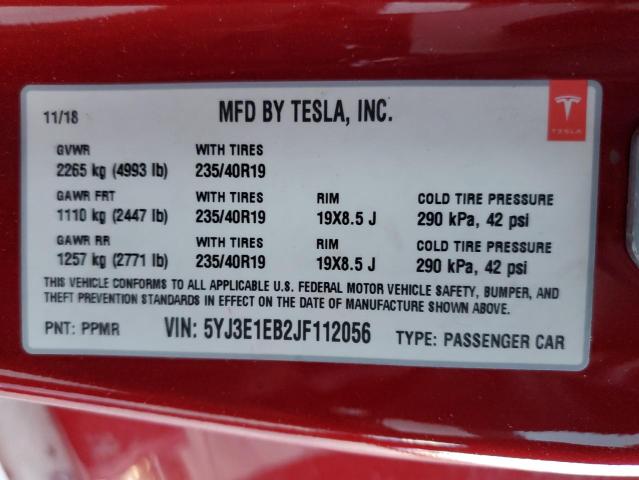 11/18 MFD BY TESLA, INC.
TESLA
GVWR WITH TIRES
2265 kg (4993 lb) 235/40R19
GAWR FRT WITH TIRES RIM COLD TIRE PRESSURE
1110 kg (2447 lb) 235/40R19 19X8.5 J 290 kPa, 42 psi
GAWR RR WITH TIRES RIM COLD TIRE PRESSURE
1257 kg (2771 lb) 235/40R19 19X8.5 J 290 kPa, 42 psi
THIS VEHICLE CONFORMS TO ALL APPLICABLE U.S. FEDERAL MOTOR VEHICLE SAFETY, BUMPER, AND
THEFT PREVENTION STANDARDS IN EFFECT ON THE DATE OF MANUFACTURE SHOWN ABOVE.
PNT: PPMR VIN: 5YJ3E1EB2JF112056 TYPE: PASSENGER CAR